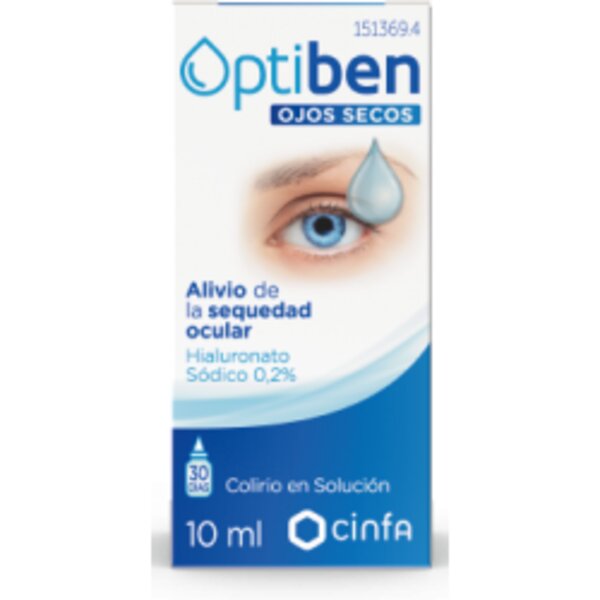 151369.4
Optiben
OJOS SECOS
Alivio de
la sequedad
ocular
Hialuronato
Sódico 0,2%
30
DÍAS
Colirio en Solución
10 ml
cinfa